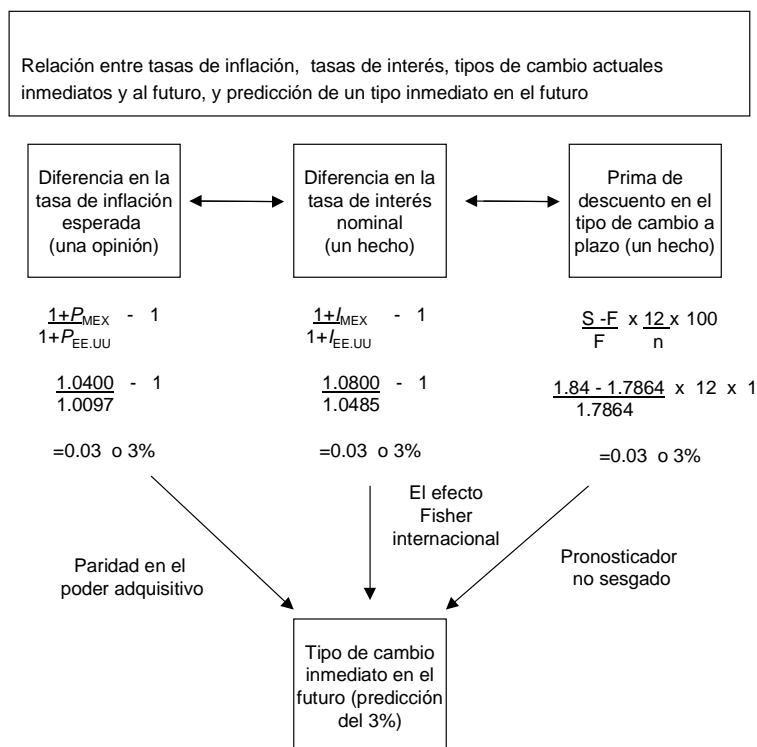 Relación entre tasas de inflación, tasas de interés, tipos de cambio actuales
inmediatos y al futuro, y predicción de un tipo inmediato en el futuro
Diferencia en la
tasa de inflación
esperada
(una opinión)
Diferencia en la
tasa de interés
nominal
(un hecho)
Prima de
descuento en el
tipo de cambio a
plazo (un hecho)
1+P MEX - 1
1+P EE.UU
1.0400 - 1
1.0097
=0.03 o 3%
1+I MEX - 1
1+I EE.UU
1.0800 - 1
1.0485
=0.03 o 3%
S -F x 12 x 100
F n
1.84 - 1.7864 x 12 x 1
1.7864
=0.03 o 3%
Paridad en el
poder adquisitivo
El efecto
Fisher
internacional
Pronosticador
no sesgado
Tipo de cambio
inmediato en el
futuro (predicción
del 3%)